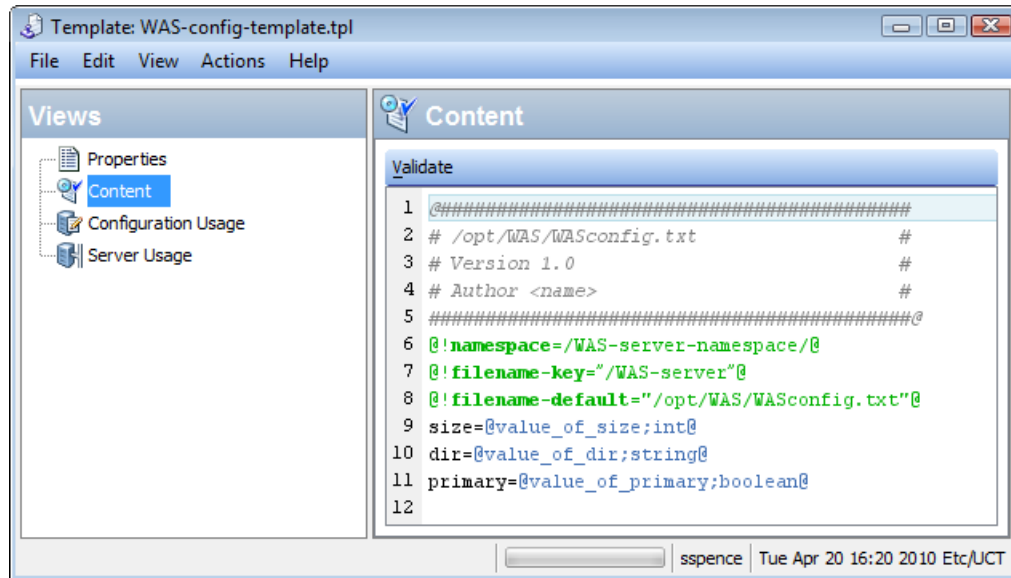 Template: WAS-config-template.tpl
File Edit View Actions Help
Views
Properties
Content
Configuration Usage
Server Usage
Content
Validate
1 @##########################################
2 # /opt/WAS/WASconfig.txt #
3 # Version 1.0 #
4 # Author <name> #
5 ###########################################@
6 @!namespace=/WAS-server-namespace/@
7 @!filename-key="/WAS-server"@
8 @!filename-default="/opt/WAS/WASconfig.txt"@
9 size=@value_of_size;int@
10 dir=@value_of_dir;string@
11 primary=@value_of_primary;boolean@
12
sspence Tue Apr 20 16:20 2010 Etc/UCT